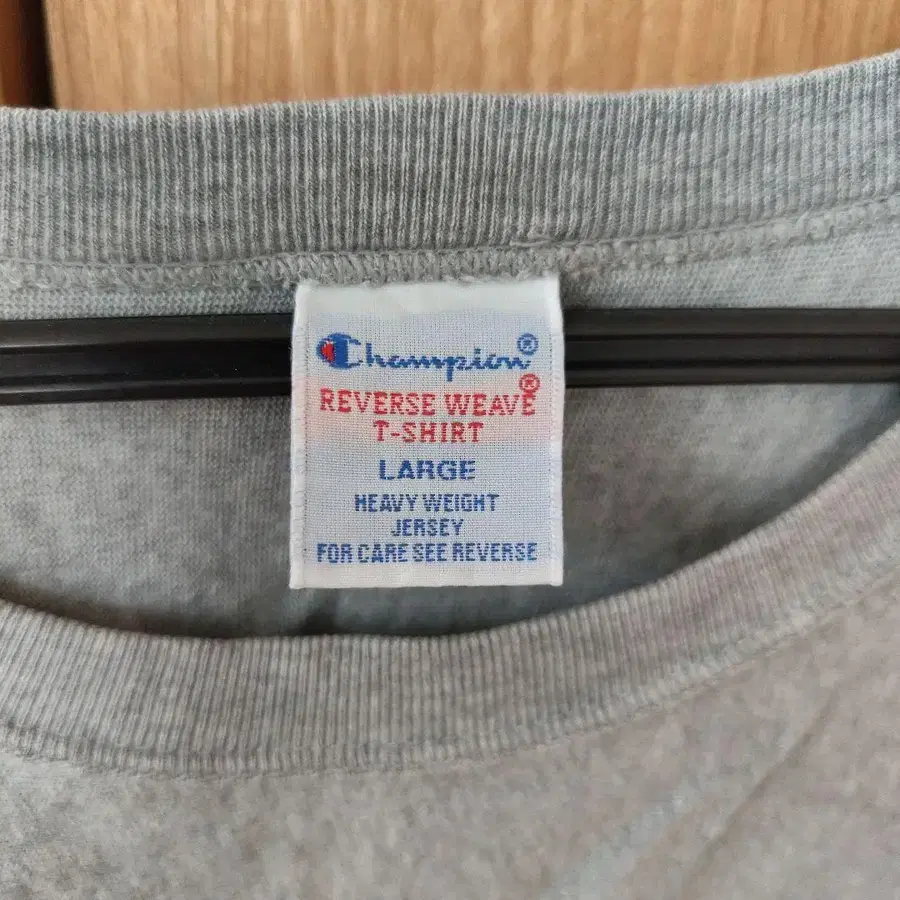 Champion®
REVERSE WEAVE®
T-SHIRT
LARGE
HEAVY WEIGHT
JERSEY
FOR CARE SEE REVERSE